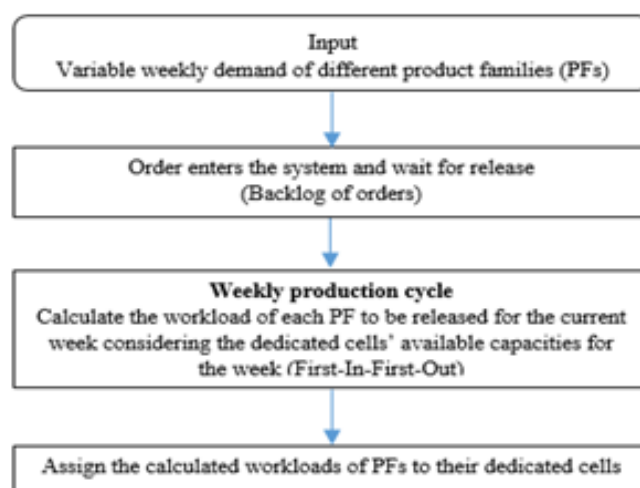 Input
Variable weekly demand of different product families (PFs)
Order enters the system and wait for release
(Backlog of orders)
Weekly production cycle
Calculate the workload of each PF to be released for the current
week considering the dedicated cells’ available capacities for
the week (First-In-First-Out)
Assign the calculated workloads of PFs to their dedicated cells